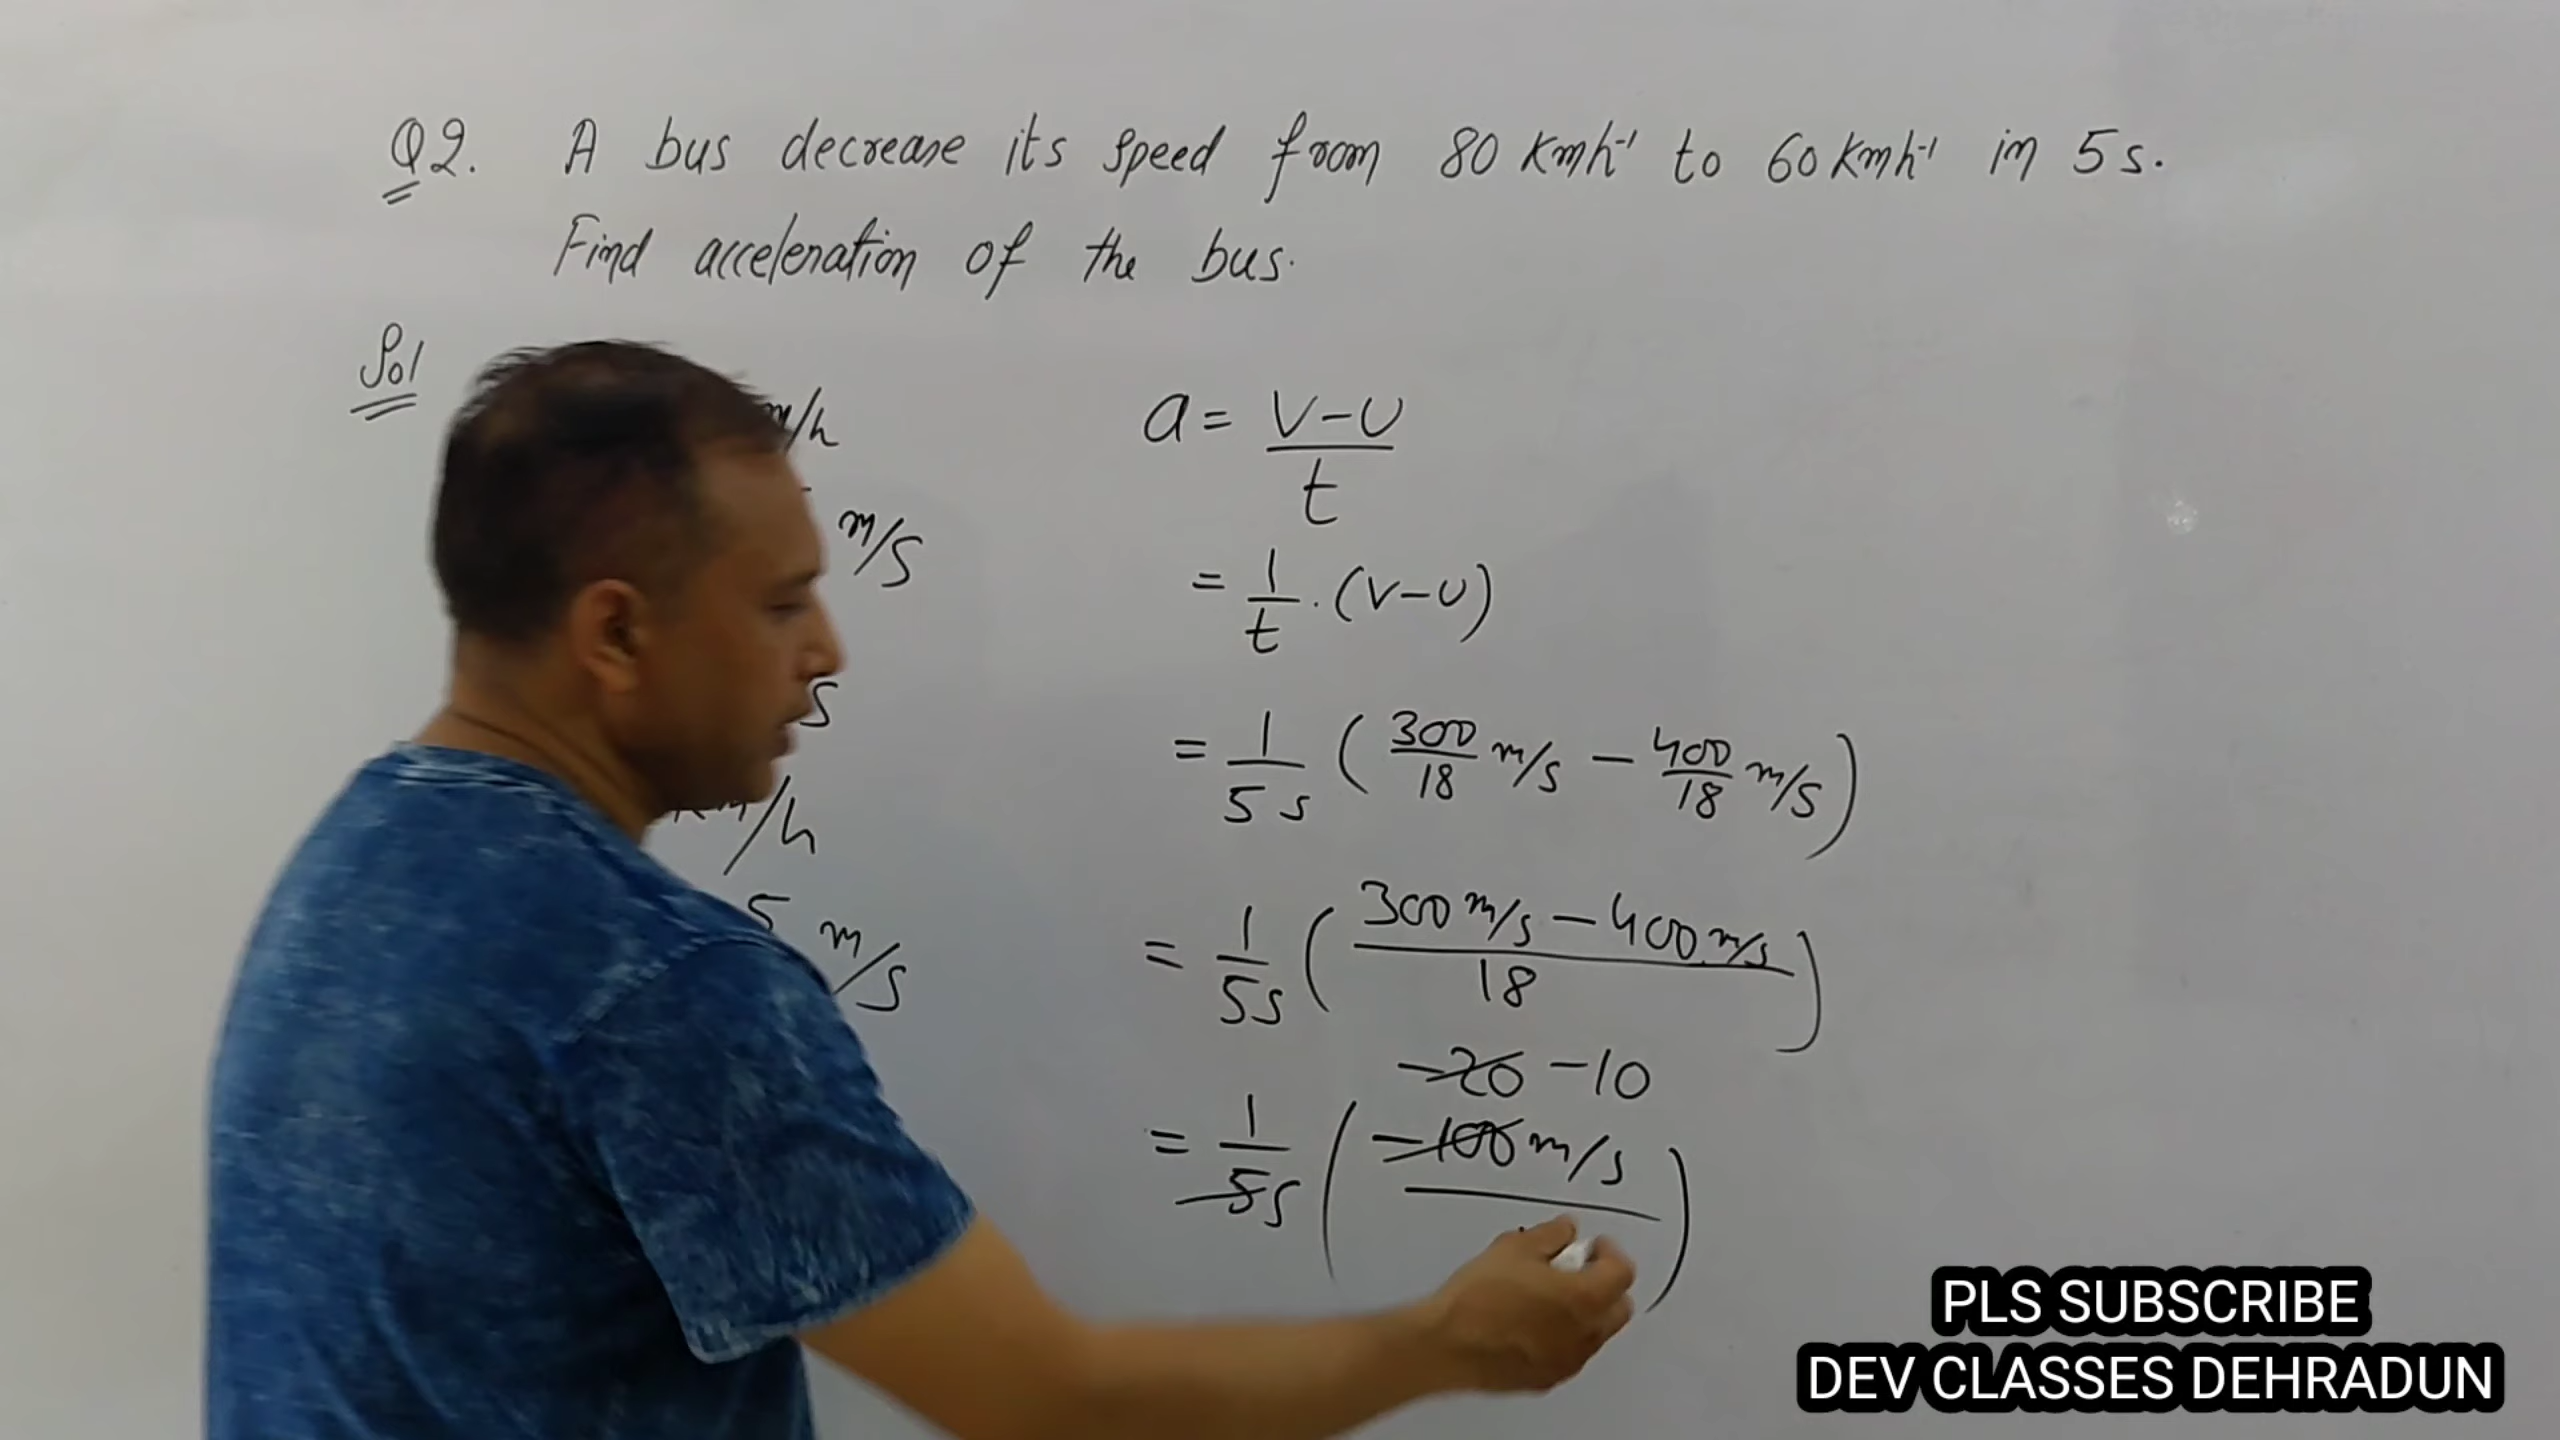 Q2. A bus decrease its speed from 80 Kmh⁻¹ to 60 Kmh⁻¹ in 5 s.
Find acceleration of the bus.
Sol
m/h
m/s
s
Km/h
5 m/s
a = V-U / t
= 1/t . (V-U)
= 1/5s ( 300/18 m/s - 400/18 m/s )
= 1/5s ( 300 m/s - 400 m/s / 18 )
-20 -10
= 1/5s ( -100 m/s )
PLS SUBSCRIBE
DEV CLASSES DEHRADUN